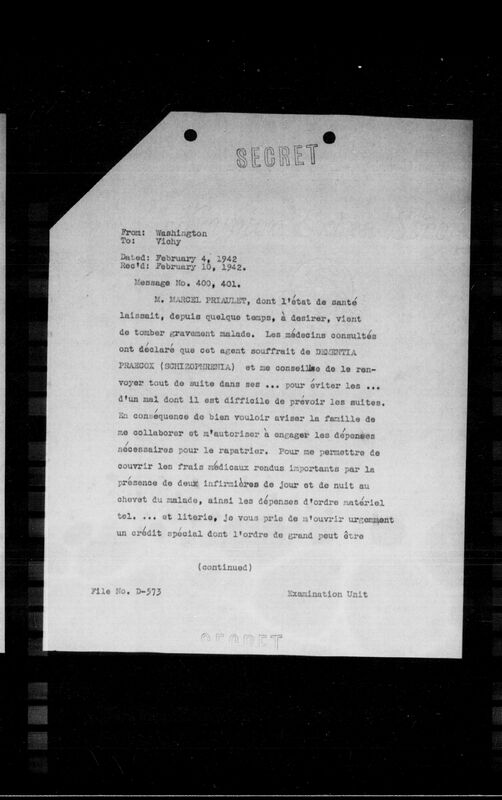 SECRET
From: Washington
To: Vichy
Dated: February 4, 1942
Rec'd: February 10, 1942.
Message No. 400, 401.
M. MARCEL PRIAULET, dont l'état de santé
laissait, depuis quelque temps, à desirer, vient
de tomber gravement malade. Les médecins consultés
ont déclaré que cet agent souffrait de DEMENTIA
PRAECOX (SCHIZOPHRENIA) et me conseille de le ren-
voyer tout de suite dans ses ... pour éviter les ...
d'un mal dont il est difficile de prévoir les suites.
En conséquence de bien vouloir aviser la famille de
me collaborer et m'autoriser à engager les dépenses
nécessaires pour le rapatrier. Pour me permettre de
couvrir les frais médicaux rendus importants par la
présence de deux infirmières de jour et de nuit au
chevet du malade, ainsi les dépenses d'ordre matériel
tel. ... et literie, je vous prie de m'ouvrir urgemment
un crédit spécial dont l'ordre de grand peut être
(continued)
File No. D-573
Examination Unit
SECRET